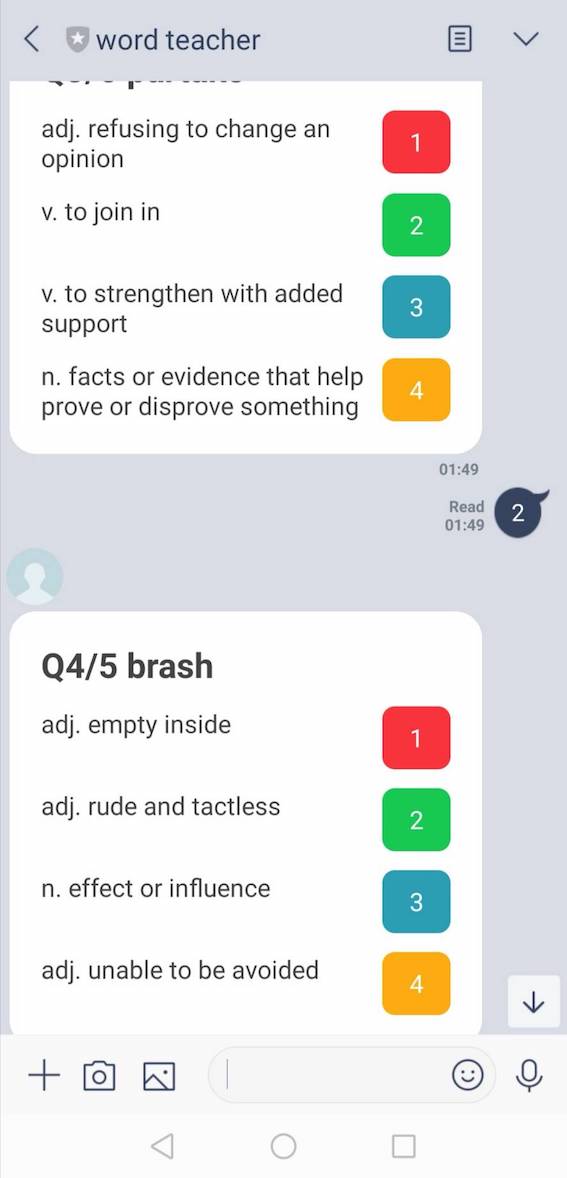 word teacher
adj. refusing to change an
opinion
1
v. to join in
2
v. to strengthen with added
support
3
n. facts or evidence that help
prove or disprove something
4
01:49
Read
01:49
2
Q4/5 brash
adj. empty inside
1
adj. rude and tactless
2
n. effect or influence
3
adj. unable to be avoided
4